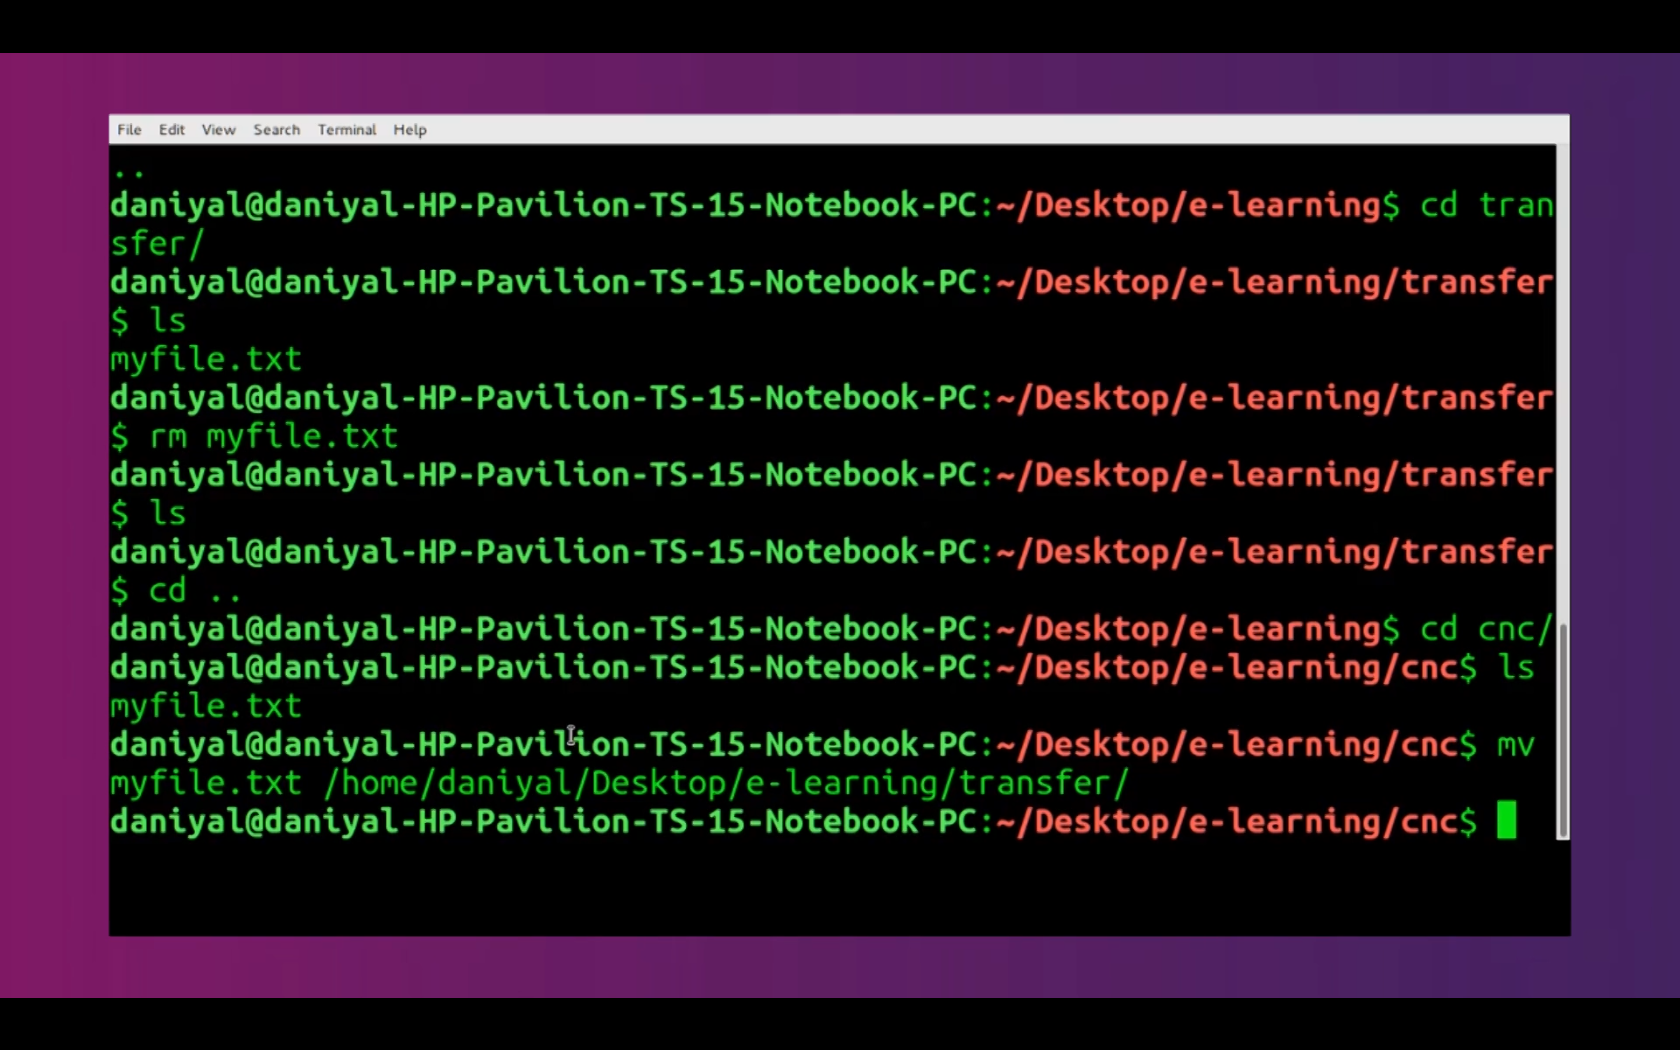 File Edit View Search Terminal Help
..
daniyal@daniyal-HP-Pavilion-TS-15-Notebook-PC:~/Desktop/e-learning$ cd tran
sfer/
daniyal@daniyal-HP-Pavilion-TS-15-Notebook-PC:~/Desktop/e-learning/transfer
$ ls
myfile.txt
daniyal@daniyal-HP-Pavilion-TS-15-Notebook-PC:~/Desktop/e-learning/transfer
$ rm myfile.txt
daniyal@daniyal-HP-Pavilion-TS-15-Notebook-PC:~/Desktop/e-learning/transfer
$ ls
daniyal@daniyal-HP-Pavilion-TS-15-Notebook-PC:~/Desktop/e-learning/transfer
$ cd ..
daniyal@daniyal-HP-Pavilion-TS-15-Notebook-PC:~/Desktop/e-learning$ cd cnc/
daniyal@daniyal-HP-Pavilion-TS-15-Notebook-PC:~/Desktop/e-learning/cnc$ ls
myfile.txt
daniyal@daniyal-HP-Pavilion-TS-15-Notebook-PC:~/Desktop/e-learning/cnc$ mv
myfile.txt /home/daniyal/Desktop/e-learning/transfer/
daniyal@daniyal-HP-Pavilion-TS-15-Notebook-PC:~/Desktop/e-learning/cnc$